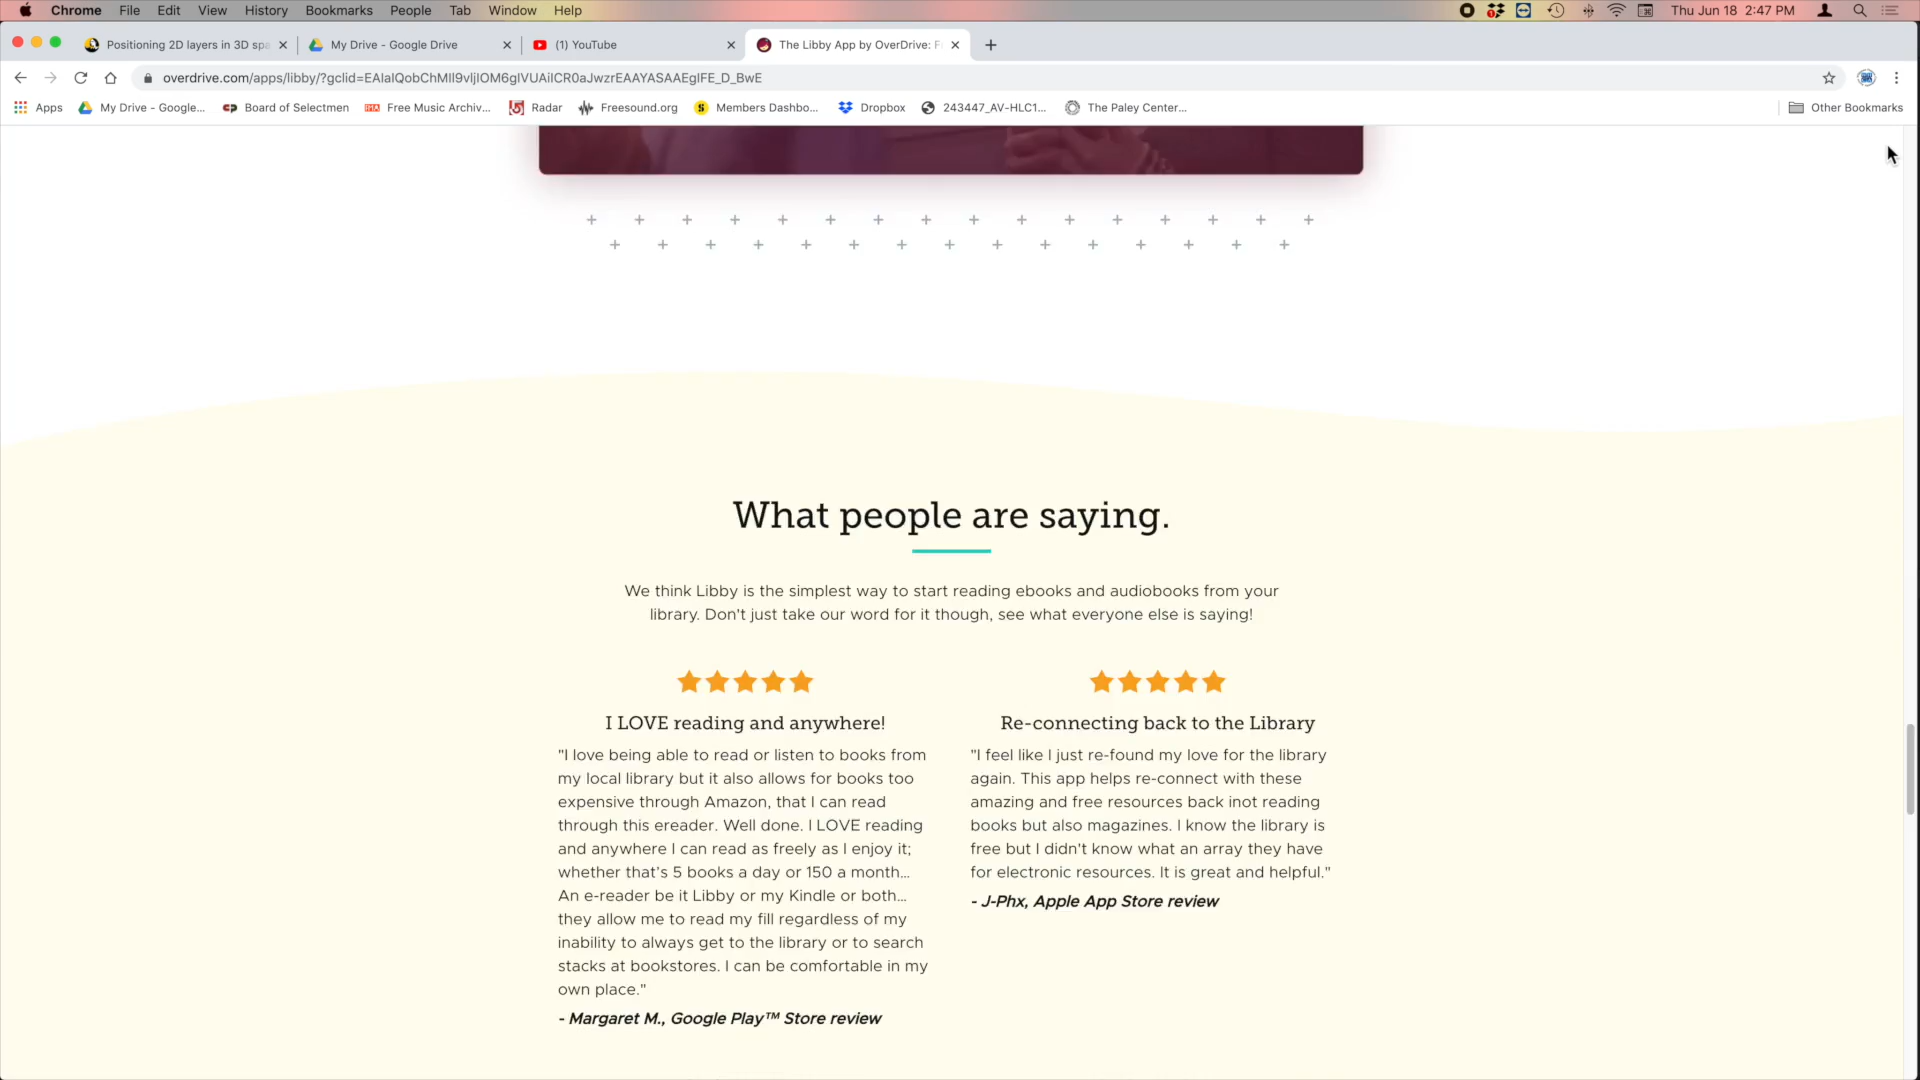 Chrome File Edit View History Bookmarks People Tab Window Help Thu Jun 18 2:47 PM
Positioning 2D layers in 3D spa My Drive - Google Drive (1) YouTube The Libby App by OverDrive: F
overdrive.com/apps/libby/?gclid=EAIaIQobChMII9vljIOM6gIVUAiICR0aJwzrEAAYASAAEgIFE_D_BwE
Apps My Drive - Google... Board of Selectmen Free Music Archiv... Radar Freesound.org Members Dashbo... Dropbox 243447_AV-HLC1... The Paley Center... Other Bookmarks
What people are saying.
We think Libby is the simplest way to start reading ebooks and audiobooks from your
library. Don't just take our word for it though, see what everyone else is saying!
I LOVE reading and anywhere!
"I love being able to read or listen to books from
my local library but it also allows for books too
expensive through Amazon, that I can read
through this ereader. Well done. I LOVE reading
and anywhere I can read as freely as I enjoy it;
whether that's 5 books a day or 150 a month...
An e-reader be it Libby or my Kindle or both...
they allow me to read my fill regardless of my
inability to always get to the library or to search
stacks at bookstores. I can be comfortable in my
own place."
- Margaret M., Google Play™ Store review
Re-connecting back to the Library
"I feel like I just re-found my love for the library
again. This app helps re-connect with these
amazing and free resources back inot reading
books but also magazines. I know the library is
free but I didn't know what an array they have
for electronic resources. It is great and helpful."
- J-Phx, Apple App Store review